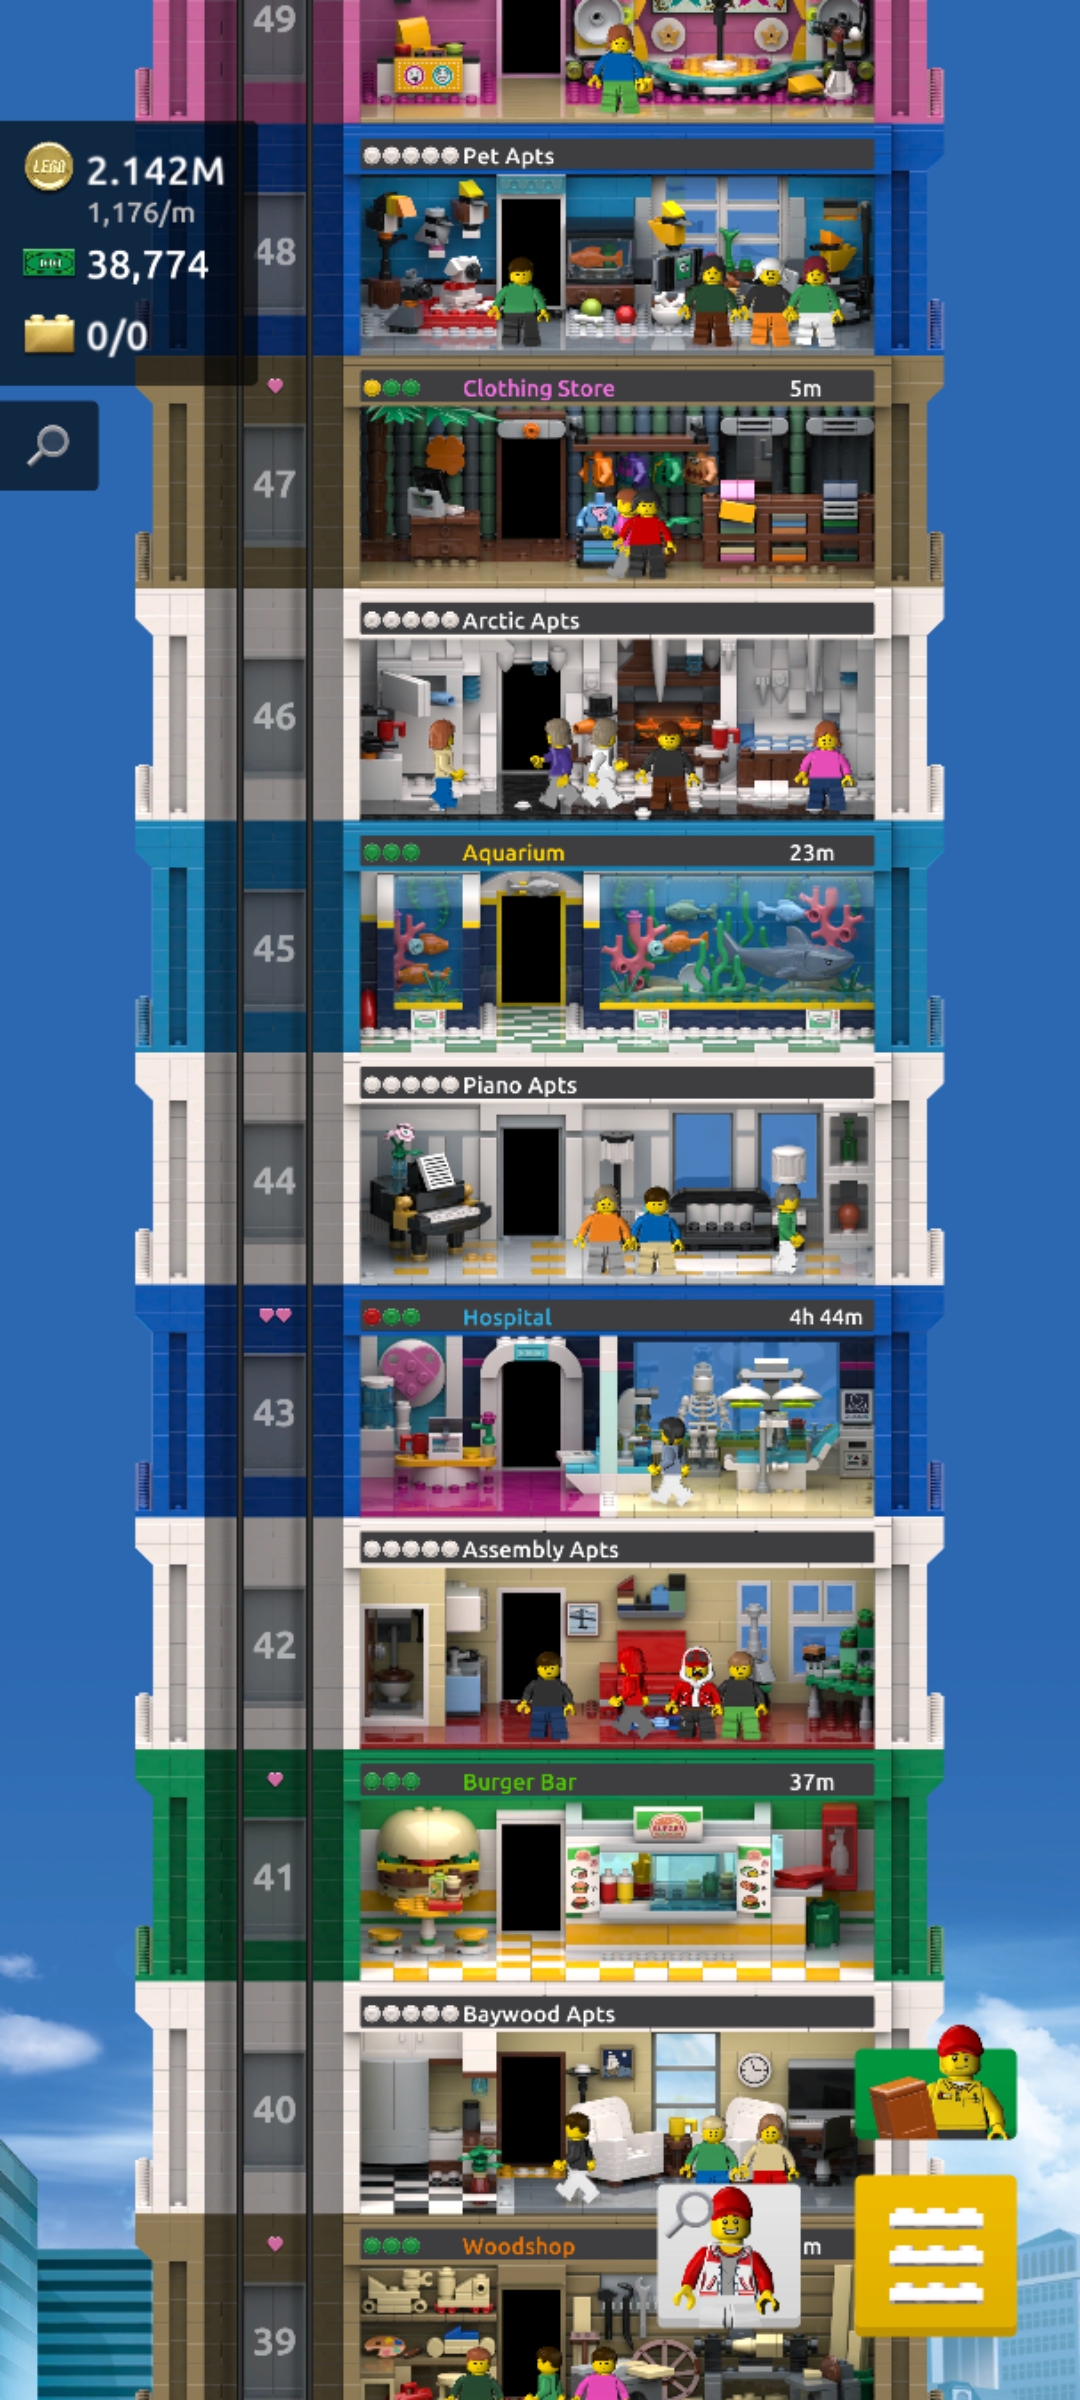 49
LEGO
2.142M
1,176/m
38,774
0/0
Pet Apts
48
Clothing Store 5m
47
Arctic Apts
46
Aquarium 23m
45
Piano Apts
44
Hospital 4h 44m
43
Assembly Apts
42
Burger Bar 37m
41
Baywood Apts
40
Woodshop m
39